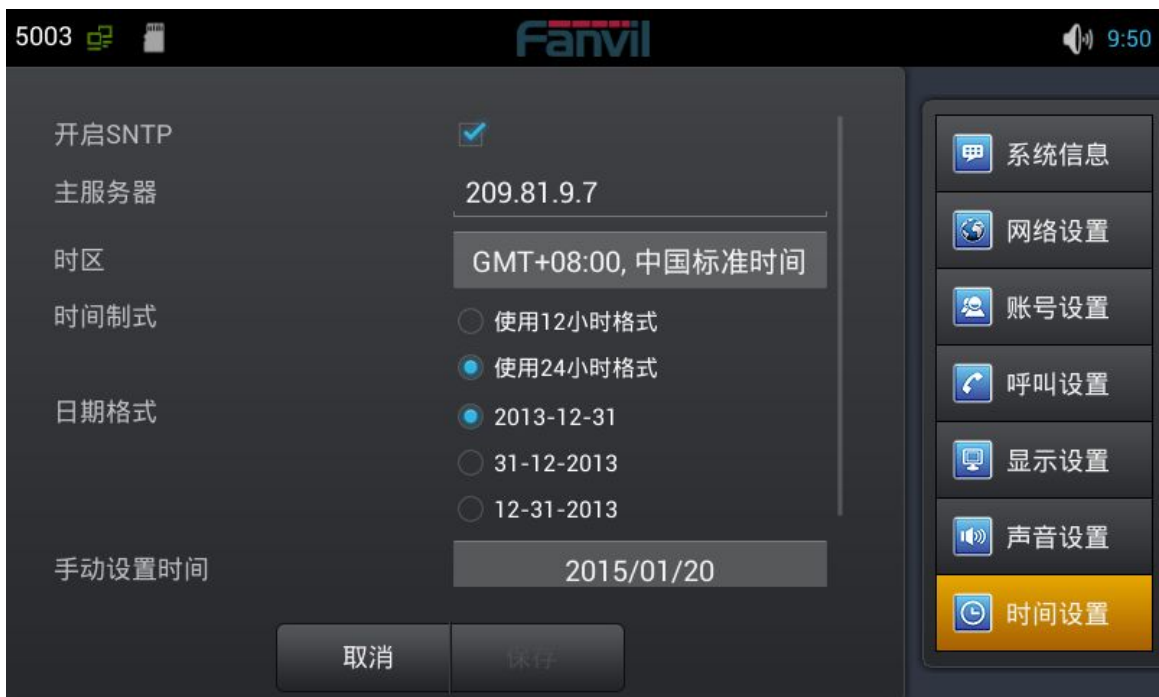 5003
Fanvil
9:50
开启SNTP
主服务器
209.81.9.7
时区
GMT+08:00, 中国标准时间
时间制式
使用12小时格式
使用24小时格式
日期格式
2013-12-31
31-12-2013
12-31-2013
手动设置时间
2015/01/20
取消
保存
系统信息
网络设置
账号设置
呼叫设置
显示设置
声音设置
时间设置